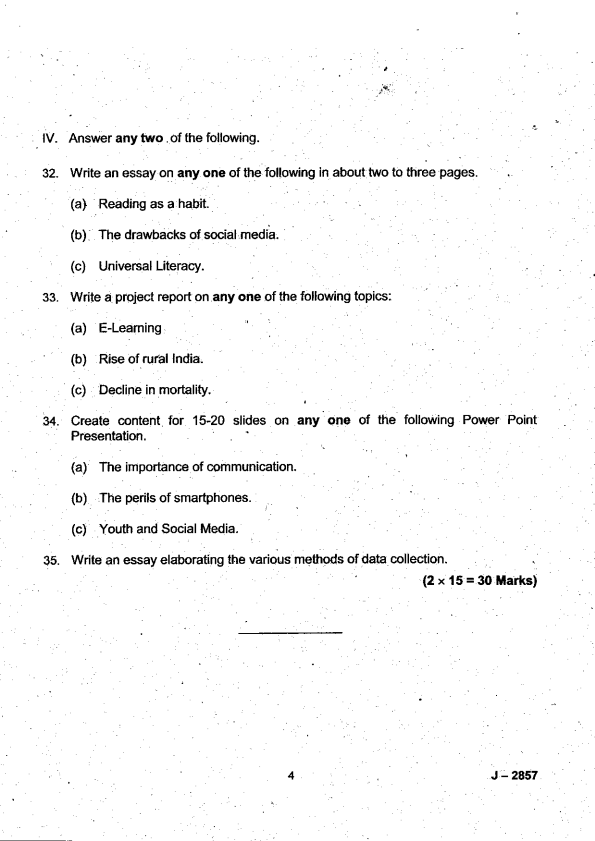 IV. Answer any two of the following.
32. Write an essay on any one of the following in about two to three pages.
(a) Reading as a habit.
(b) The drawbacks of social media.
(c) Universal Literacy.
33. Write a project report on any one of the following topics:
(a) E-Learning
(b) Rise of rural India.
(c) Decline in mortality.
34. Create content for 15-20 slides on any one of the following Power Point
Presentation.
(a) The importance of communication.
(b) The perils of smartphones.
(c) Youth and Social Media.
35. Write an essay elaborating the various methods of data collection.
(2 × 15 = 30 Marks)
4 J – 2857